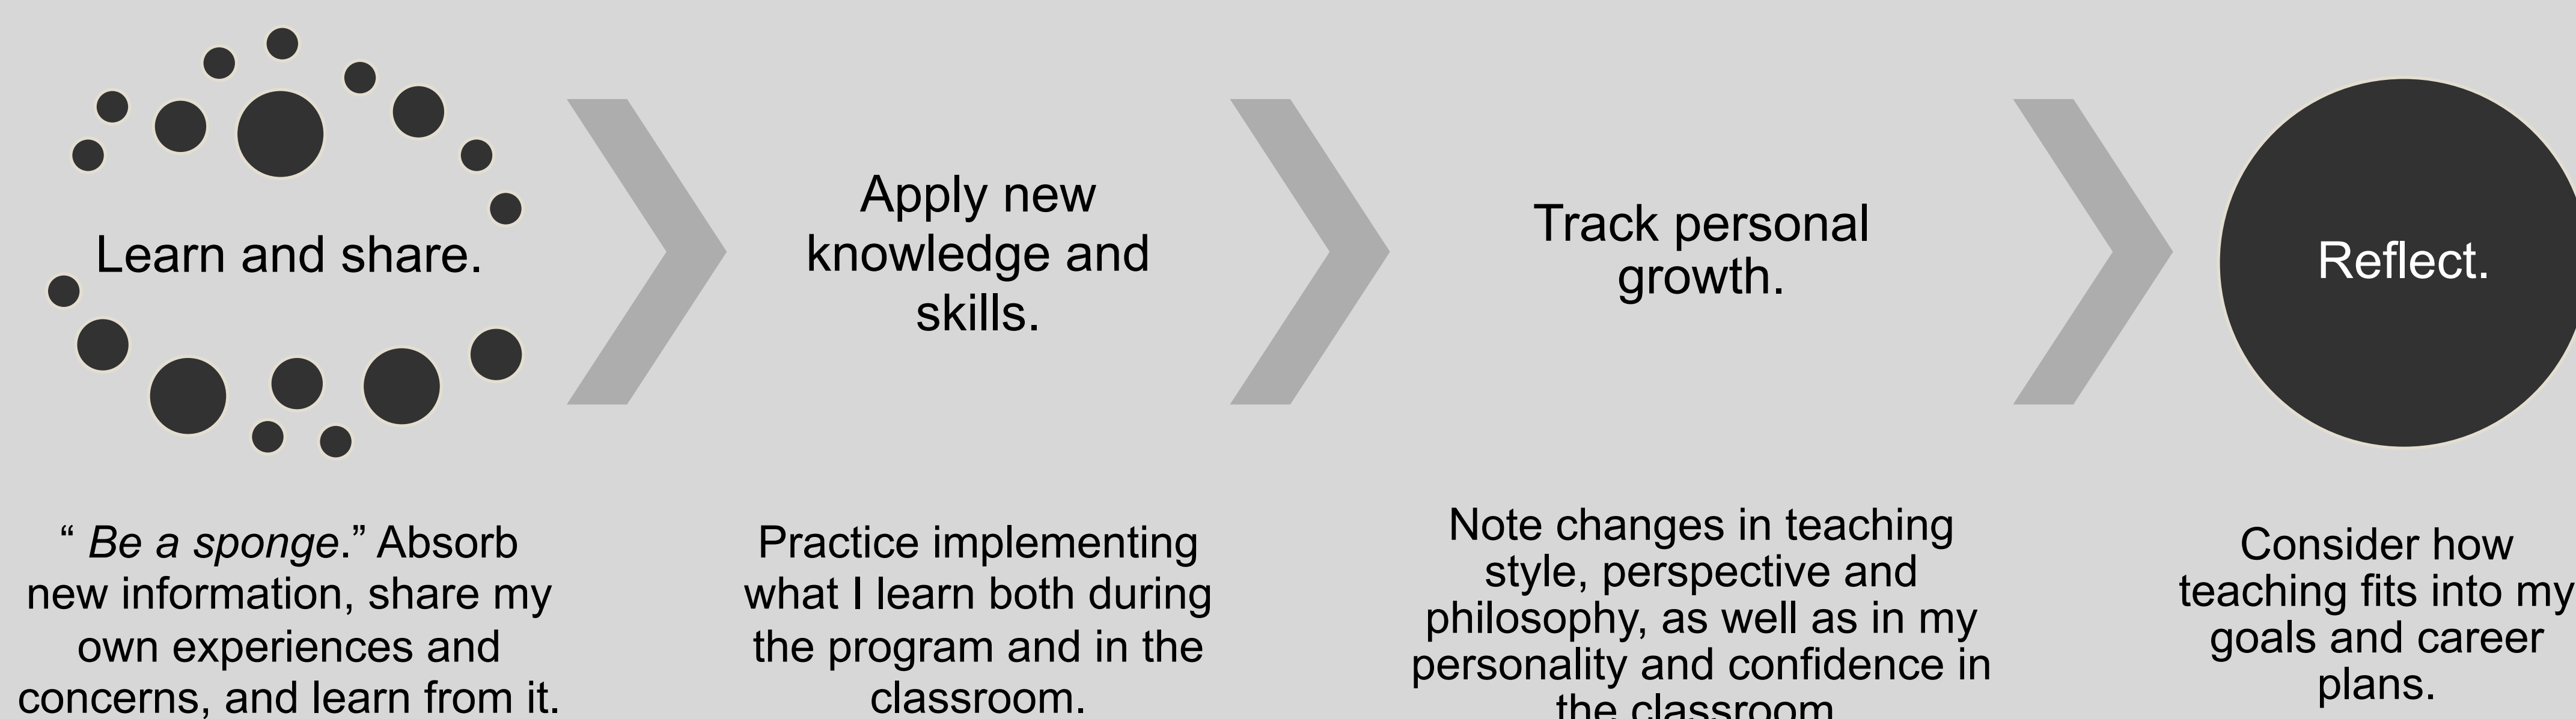 Learn and share.
Apply new
knowledge and
skills.
Track personal
growth.
Reflect.
“ Be a sponge.” Absorb
new information, share my
own experiences and
concerns, and learn from it.
Practice implementing
what I learn both during
the program and in the
classroom.
Note changes in teaching
style, perspective and
philosophy, as well as in my
personality and confidence in
the classroom
Consider how
teaching fits into my
goals and career
plans.